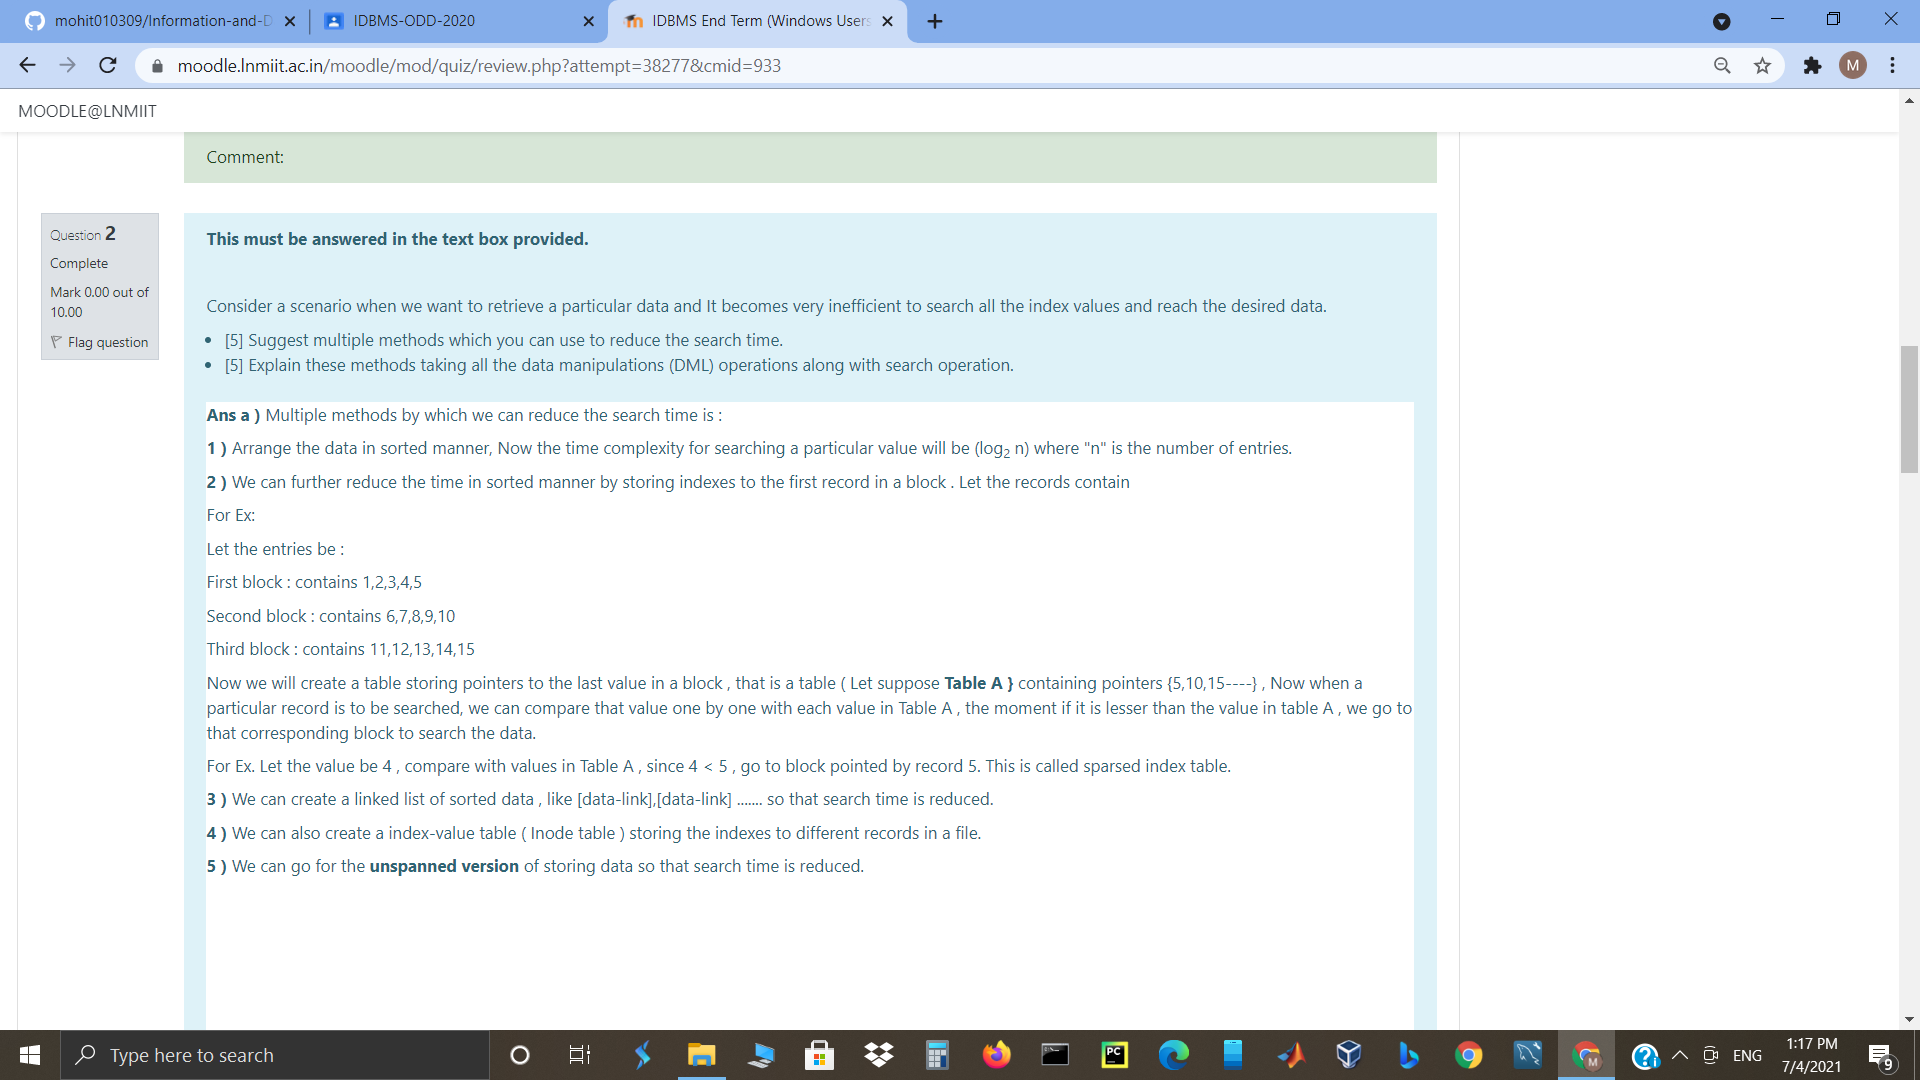 mohit010309/Information-and-D
IDBMS-ODD-2020
IDBMS End Term (Windows Users
moodle.lnmiit.ac.in/moodle/mod/quiz/review.php?attempt=38277&cmid=933
M
MOODLE@LNMIIT
Comment:
Question 2
Complete
Mark 0.00 out of
10.00
Flag question
This must be answered in the text box provided.
Consider a scenario when we want to retrieve a particular data and It becomes very inefficient to search all the index values and reach the desired data.
• [5] Suggest multiple methods which you can use to reduce the search time.
• [5] Explain these methods taking all the data manipulations (DML) operations along with search operation.
Ans a ) Multiple methods by which we can reduce the search time is :
1 ) Arrange the data in sorted manner, Now the time complexity for searching a particular value will be (log₂ n) where "n" is the number of entries.
2 ) We can further reduce the time in sorted manner by storing indexes to the first record in a block . Let the records contain
For Ex:
Let the entries be :
First block : contains 1,2,3,4,5
Second block : contains 6,7,8,9,10
Third block : contains 11,12,13,14,15
Now we will create a table storing pointers to the last value in a block , that is a table ( Let suppose Table A } containing pointers {5,10,15----} , Now when a
particular record is to be searched, we can compare that value one by one with each value in Table A , the moment if it is lesser than the value in table A , we go to
that corresponding block to search the data.
For Ex. Let the value be 4 , compare with values in Table A , since 4 < 5 , go to block pointed by record 5. This is called sparsed index table.
3 ) We can create a linked list of sorted data , like [data-link],[data-link] ....... so that search time is reduced.
4 ) We can also create a index-value table ( Inode table ) storing the indexes to different records in a file.
5 ) We can go for the unspanned version of storing data so that search time is reduced.
Type here to search
PC
M
ENG
1:17 PM
7/4/2021
9